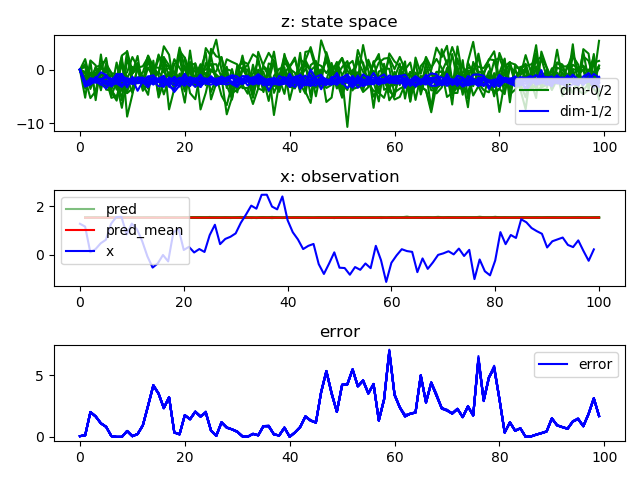 z: state space
0
−10
dim-0/2
dim-1/2
0 20 40 60 80 100
x: observation
2
0
pred
pred_mean
x
0 20 40 60 80 100
error
5
0
error
0 20 40 60 80 100